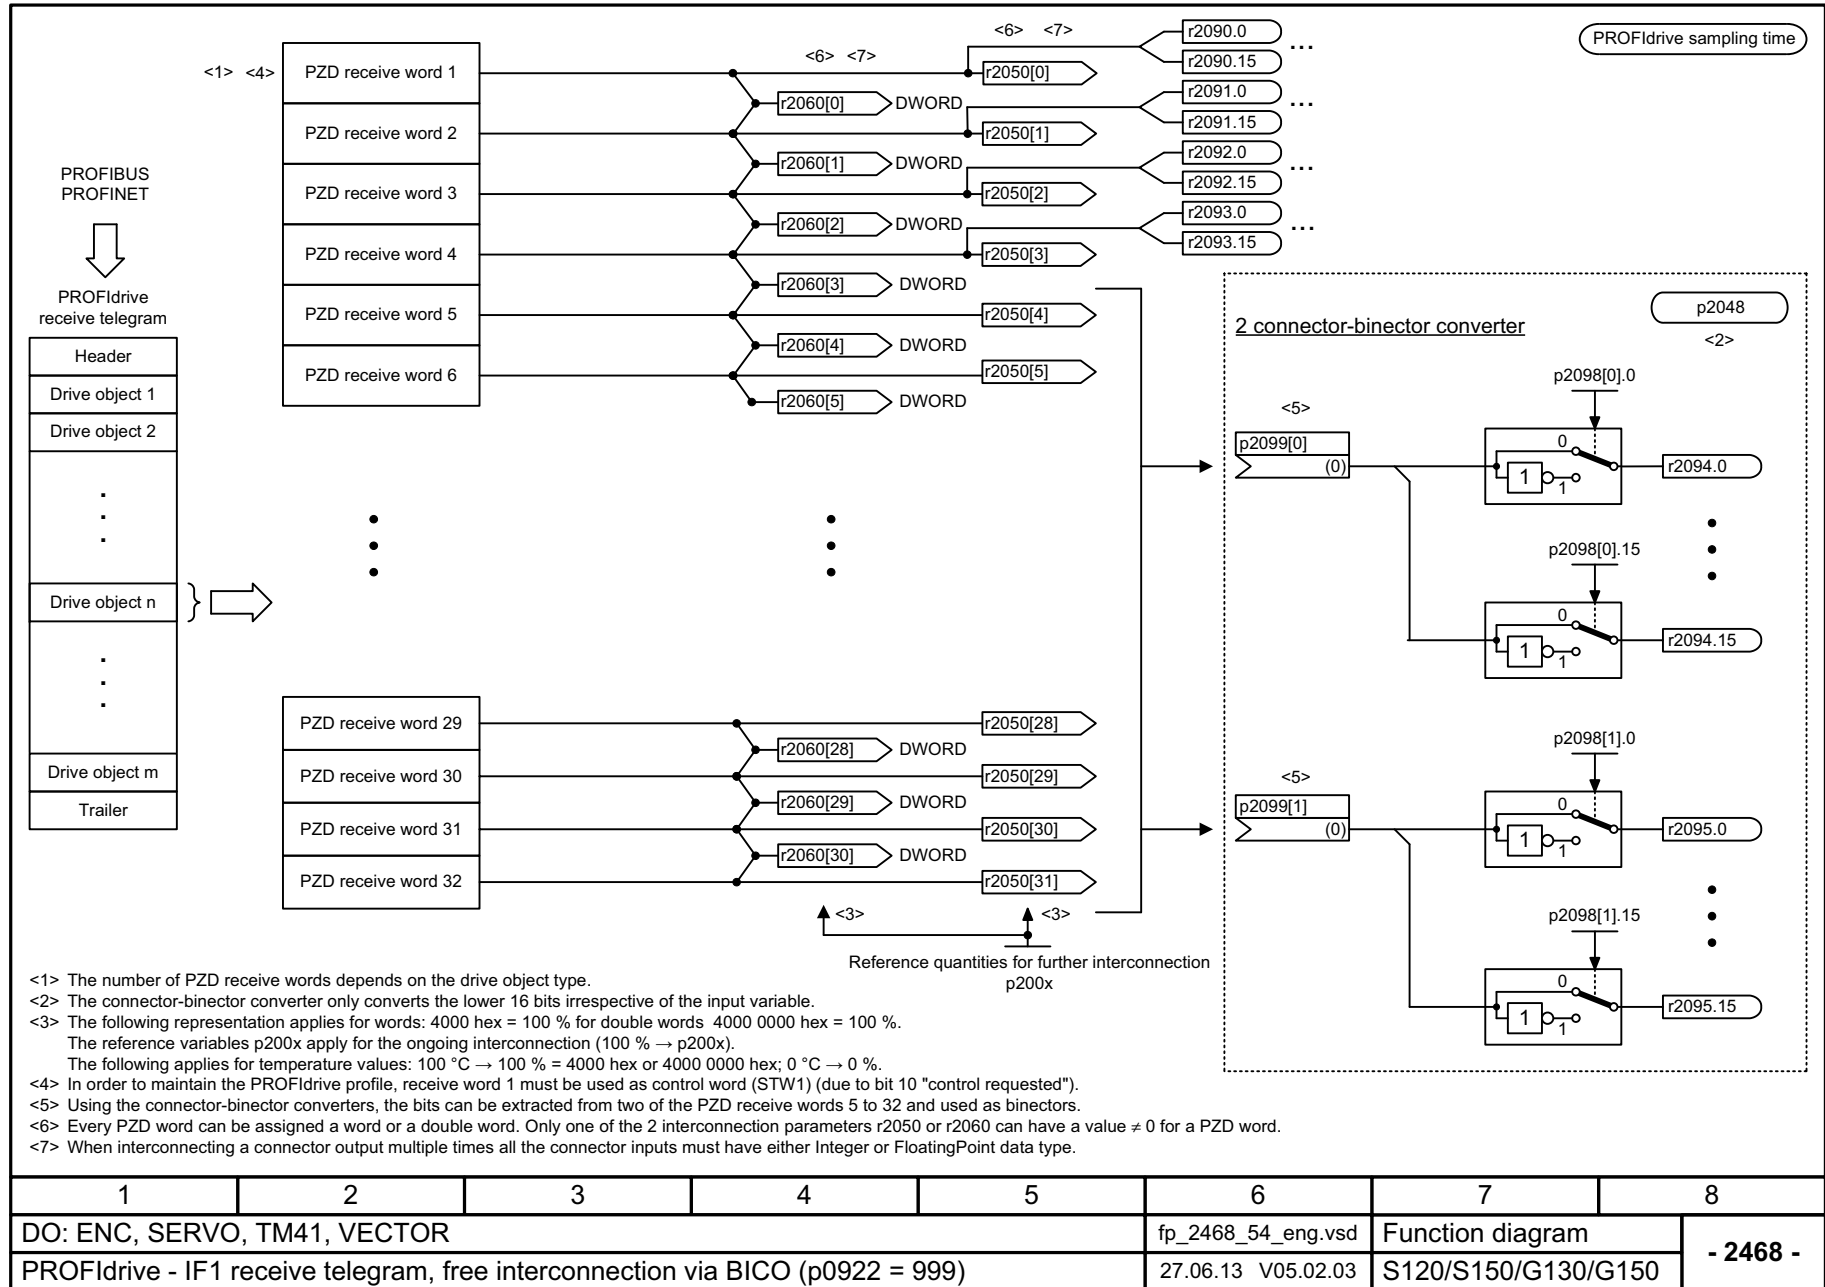 PROFIdrive sampling time
<1> <4>
<6> <7>
<6> <7>
PZD receive word 1
PZD receive word 2
PZD receive word 3
PZD receive word 4
PZD receive word 5
PZD receive word 6
r2060[0] DWORD
r2060[1] DWORD
r2060[2] DWORD
r2060[3] DWORD
r2060[4] DWORD
r2060[5] DWORD
r2050[0]
r2050[1]
r2050[2]
r2050[3]
r2050[4]
r2050[5]
r2090.0
...
r2090.15
r2091.0
...
r2091.15
r2092.0
...
r2092.15
r2093.0
...
r2093.15
PROFIBUS
PROFINET
PROFIdrive
receive telegram
Header
Drive object 1
Drive object 2
Drive object n
Drive object m
Trailer
PZD receive word 29
PZD receive word 30
PZD receive word 31
PZD receive word 32
r2060[28] DWORD
r2060[29] DWORD
r2060[30] DWORD
r2050[28]
r2050[29]
r2050[30]
r2050[31]
<3>
<3>
Reference quantities for further interconnection
p200x
2 connector-binector converter
p2048
<2>
<5>
p2099[0]
(0)
p2098[0].0
0
1
1
r2094.0
p2098[0].15
0
1
1
r2094.15
<5>
p2099[1]
(0)
p2098[1].0
0
1
1
r2095.0
p2098[1].15
0
1
1
r2095.15
<1> The number of PZD receive words depends on the drive object type.
<2> The connector-binector converter only converts the lower 16 bits irrespective of the input variable.
<3> The following representation applies for words: 4000 hex = 100 % for double words 4000 0000 hex = 100 %.
The reference variables p200x apply for the ongoing interconnection (100 % → p200x).
The following applies for temperature values: 100 °C → 100 % = 4000 hex or 4000 0000 hex; 0 °C → 0 %.
<4> In order to maintain the PROFIdrive profile, receive word 1 must be used as control word (STW1) (due to bit 10 "control requested").
<5> Using the connector-binector converters, the bits can be extracted from two of the PZD receive words 5 to 32 and used as binectors.
<6> Every PZD word can be assigned a word or a double word. Only one of the 2 interconnection parameters r2050 or r2060 can have a value ≠ 0 for a PZD word.
<7> When interconnecting a connector output multiple times all the connector inputs must have either Integer or FloatingPoint data type.
1 2 3 4 5 6 7 8
DO: ENC, SERVO, TM41, VECTOR
fp_2468_54_eng.vsd
Function diagram
- 2468 -
PROFIdrive - IF1 receive telegram, free interconnection via BICO (p0922 = 999)
27.06.13 V05.02.03
S120/S150/G130/G150